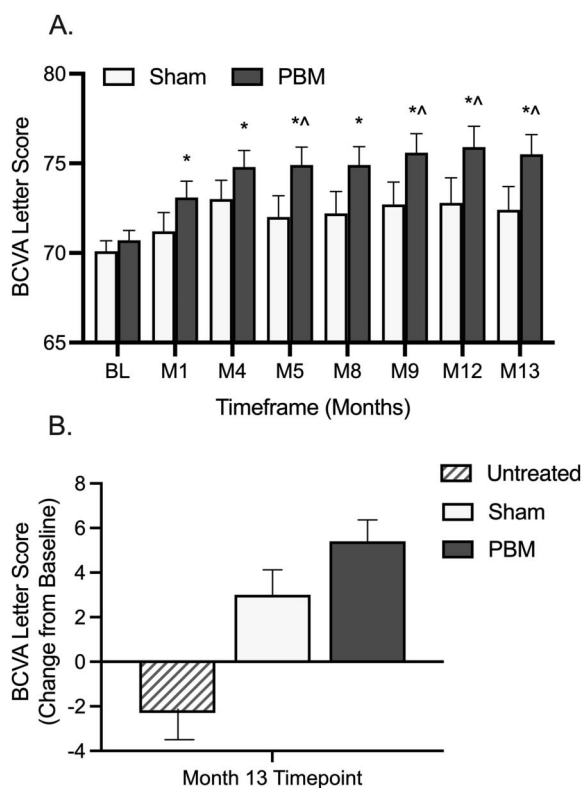 A.
Sham PBM
BCVA Letter Score
80
75
70
65
* * *^ * *^ *^ *^
BL M1 M4 M5 M8 M9 M12 M13
Timeframe (Months)
B.
BCVA Letter Score
(Change from Baseline)
8
6
4
2
0
-2
-4
Untreated
Sham
PBM
Month 13 Timepoint